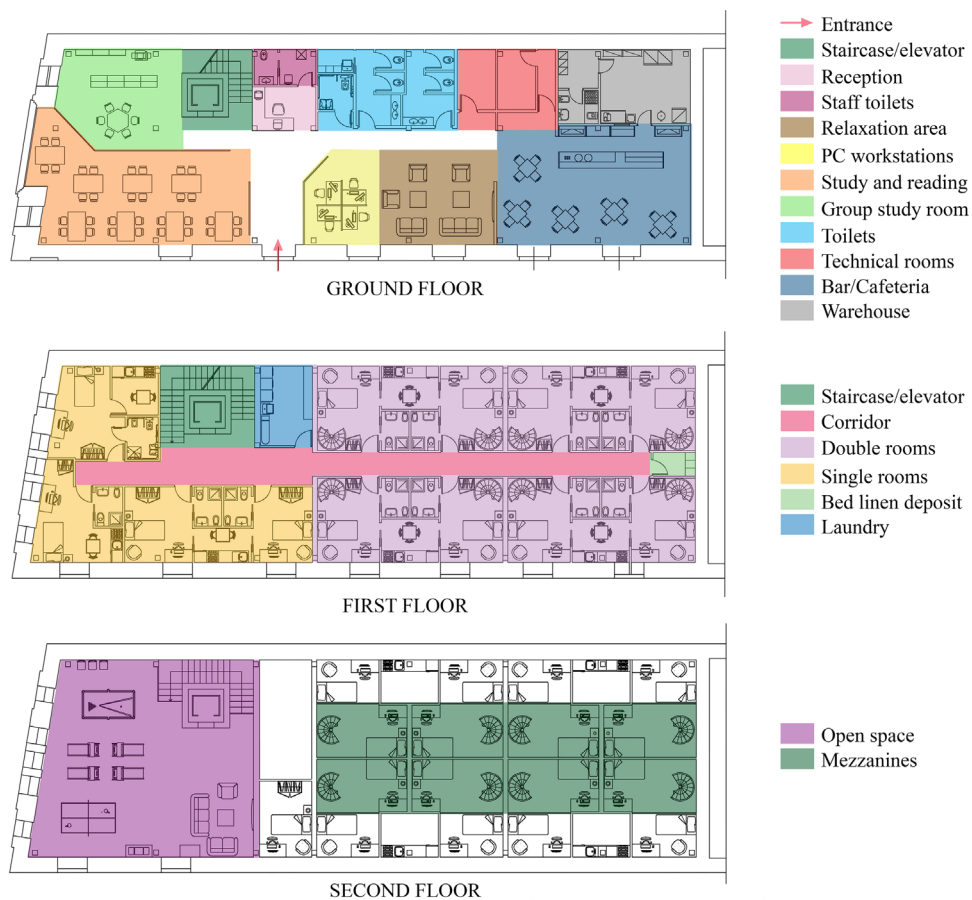 Entrance
Staircase/elevator
Reception
Staff toilets
Relaxation area
PC workstations
Study and reading
Group study room
Toilets
Technical rooms
Bar/Cafeteria
Warehouse
GROUND FLOOR
Staircase/elevator
Corridor
Double rooms
Single rooms
Bed linen deposit
Laundry
FIRST FLOOR
Open space
Mezzanines
SECOND FLOOR